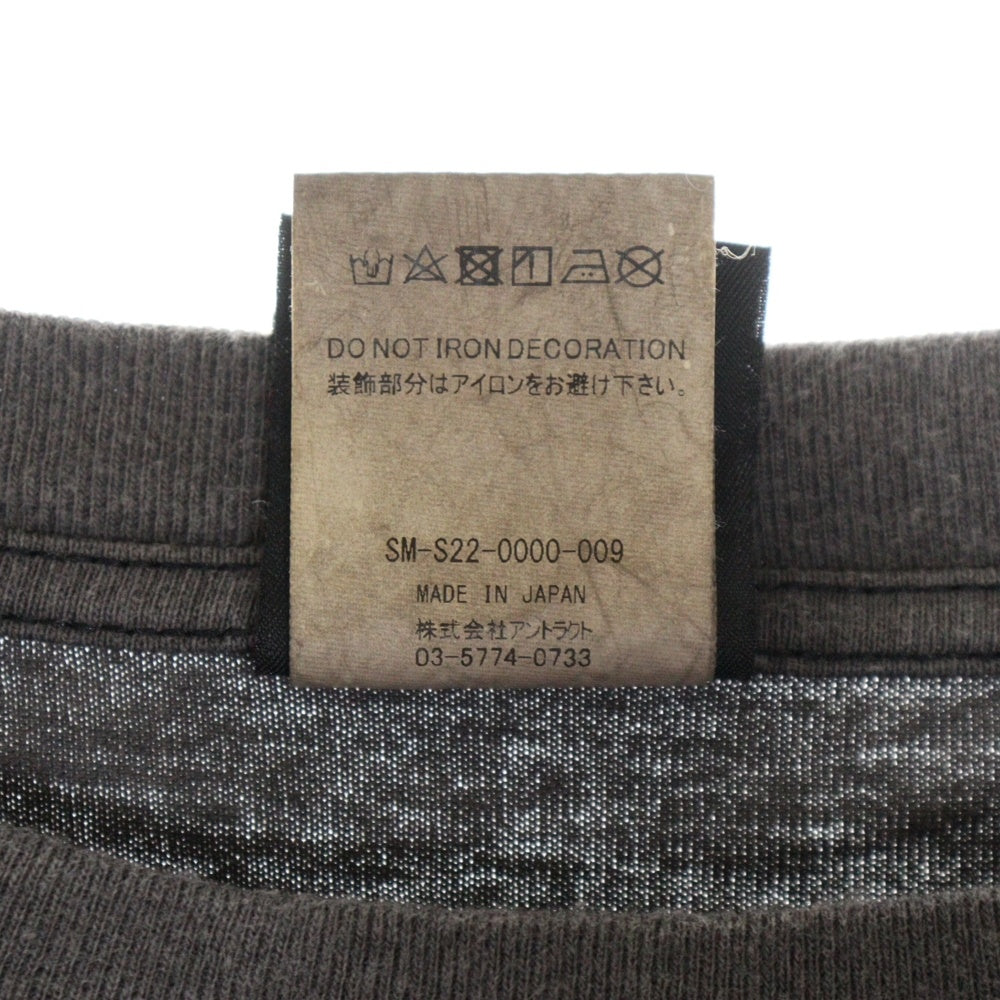 DO NOT IRON DECORATION
装飾部分はアイロンをお避け下さい。
SM-S22-0000-009
MADE IN JAPAN
株式会社アントラクト
03-5774-0733